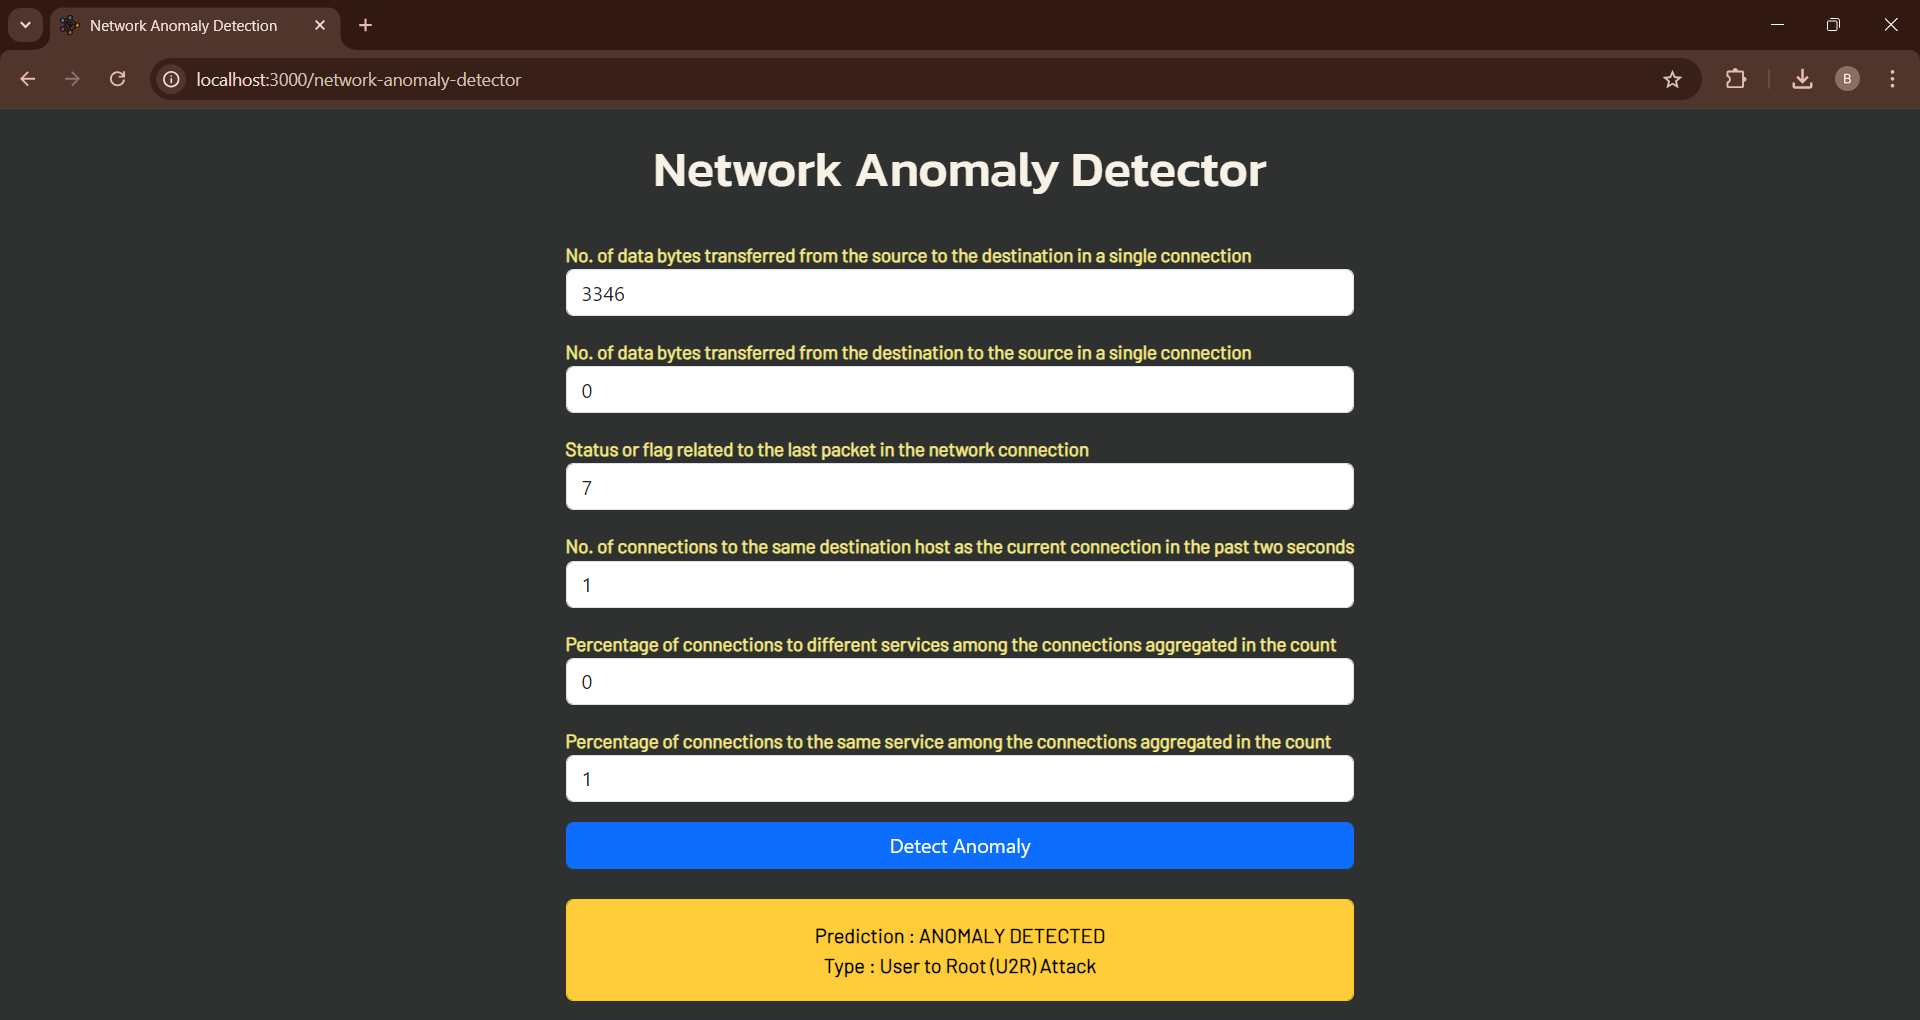 Network Anomaly Detection
localhost:3000/network-anomaly-detector
B
Network Anomaly Detector
No. of data bytes transferred from the source to the destination in a single connection
3346
No. of data bytes transferred from the destination to the source in a single connection
0
Status or flag related to the last packet in the network connection
7
No. of connections to the same destination host as the current connection in the past two seconds
1
Percentage of connections to different services among the connections aggregated in the count
0
Percentage of connections to the same service among the connections aggregated in the count
1
Detect Anomaly
Prediction : ANOMALY DETECTED
Type : User to Root (U2R) Attack